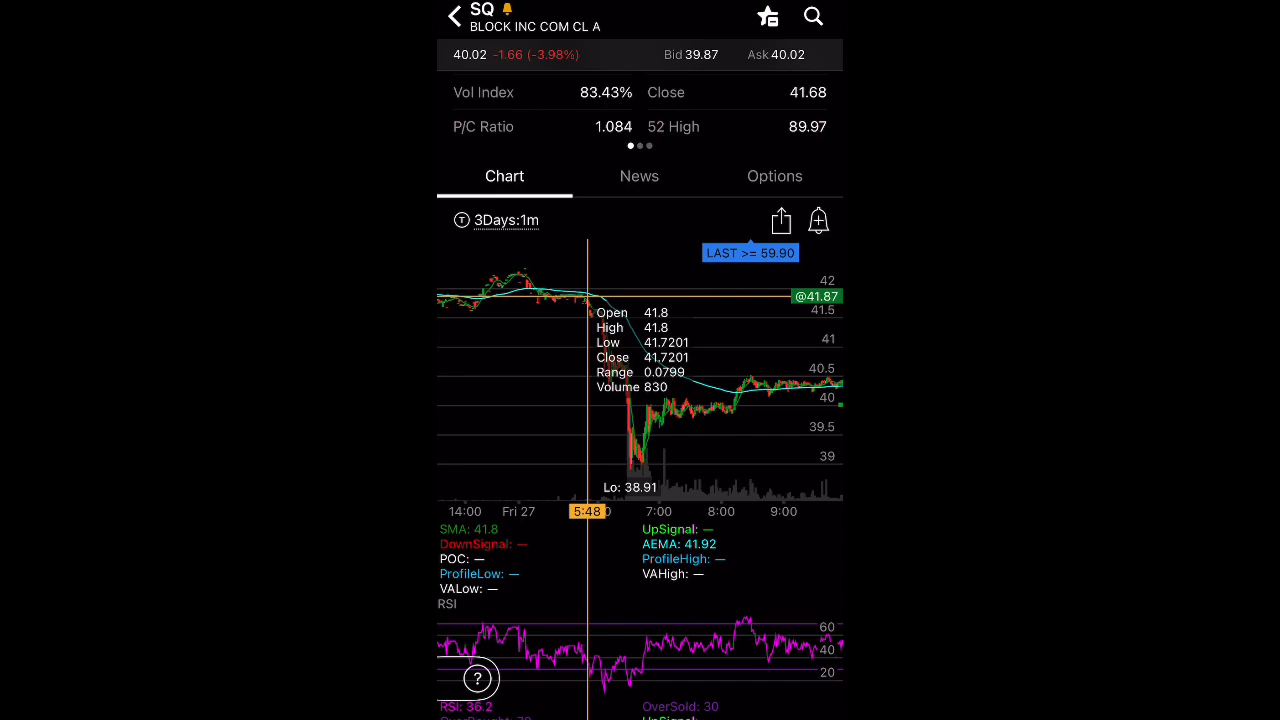 SQ
BLOCK INC COM CL A
40.02 -1.66 (-3.98%) Bid 39.87 Ask 40.02
Vol Index 83.43% Close 41.68
P/C Ratio 1.084 52 High 89.97
Chart News Options
T 3Days:1m
LAST >= 59.90
42
@41.87
41.5
41
40.5
40
39.5
39
Open 41.8
High 41.8
Low 41.7201
Close 41.7201
Range 0.0799
Volume 830
Lo: 38.91
14:00 Fri 27 5:48 7:00 8:00 9:00
SMA: 41.8 UpSignal: —
DownSignal: — AEMA: 41.92
POC: — ProfileHigh: —
ProfileLow: — VAHigh: —
VALow: —
RSI
60
40
20
?
RSI: 36.2 OverSold: 30
OverBought: 70 UpSignal: